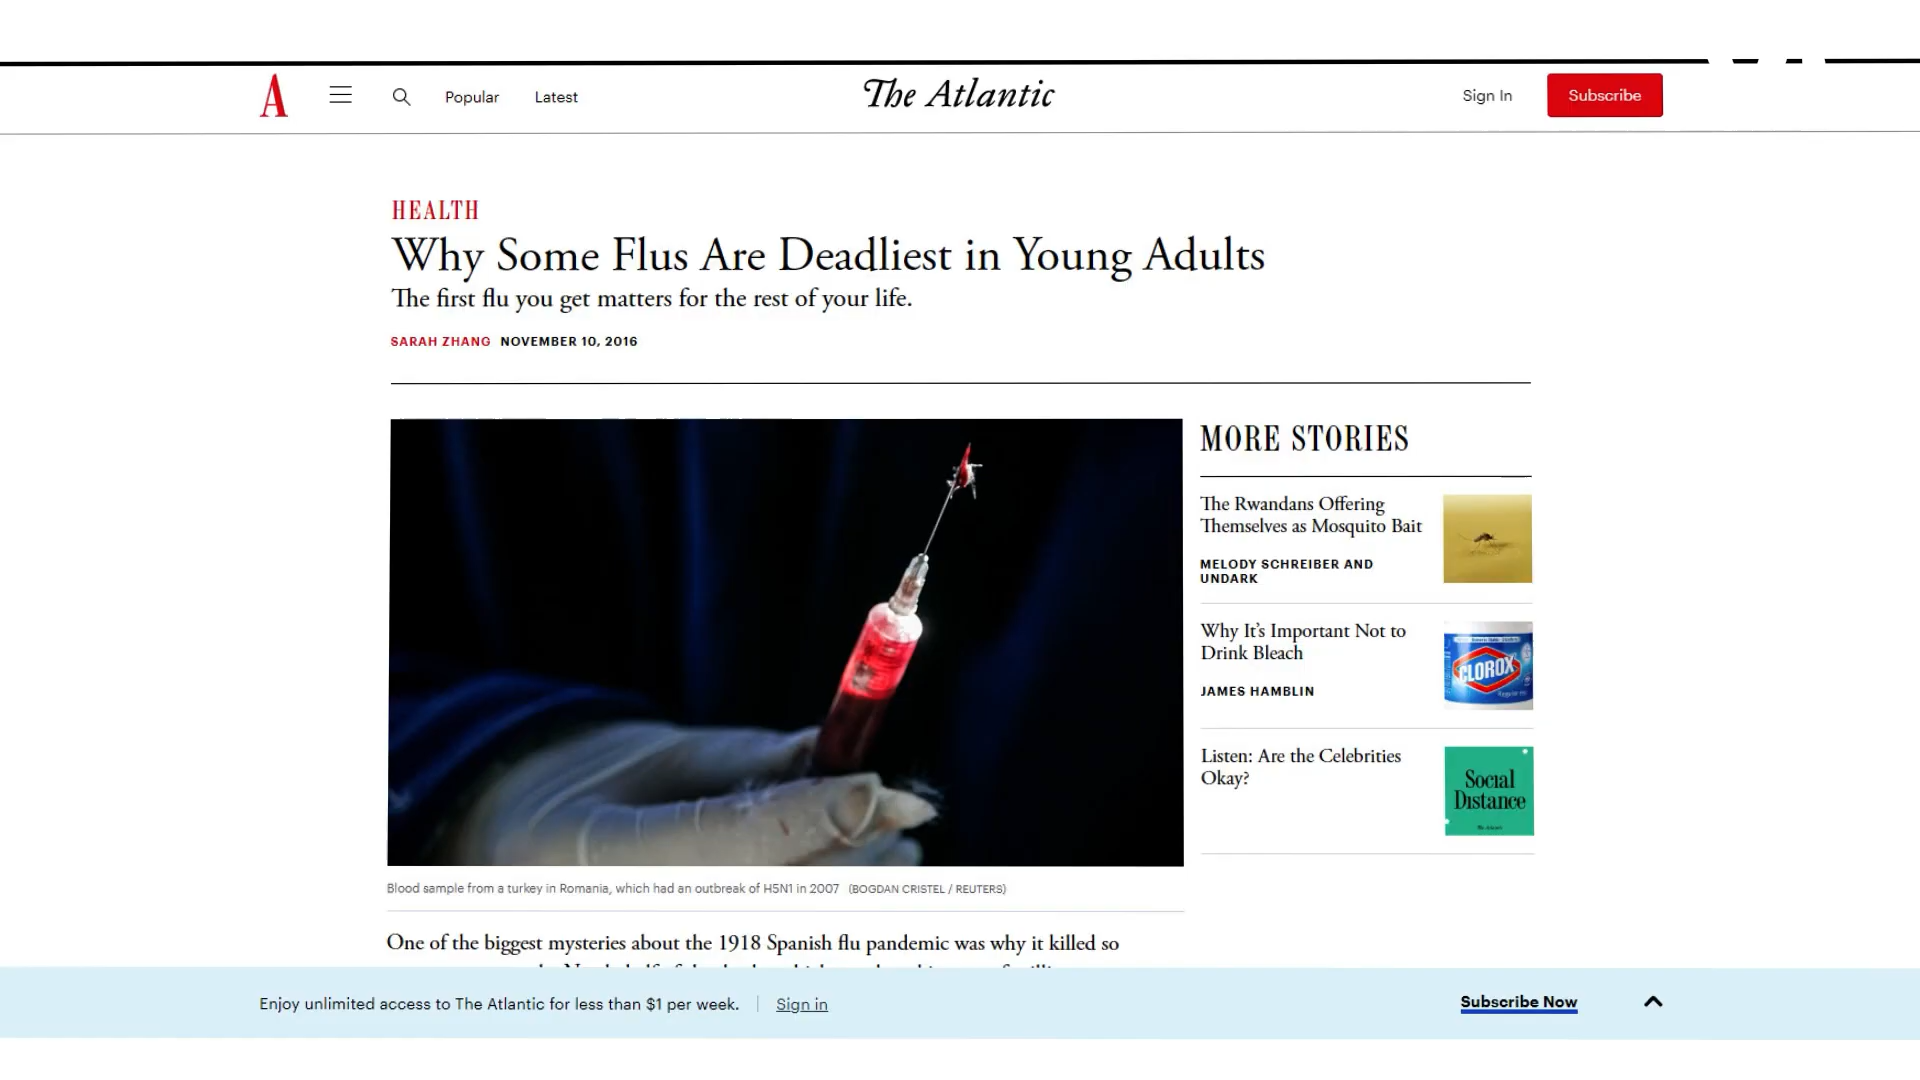 A
Popular
Latest
The Atlantic
Sign In
Subscribe
HEALTH
Why Some Flus Are Deadliest in Young Adults
The first flu you get matters for the rest of your life.
SARAH ZHANG NOVEMBER 10, 2016
MORE STORIES
The Rwandans Offering
Themselves as Mosquito Bait
MELODY SCHREIBER AND
UNDARK
Why It's Important Not to
Drink Bleach
JAMES HAMBLIN
CLOROX
Listen: Are the Celebrities
Okay?
Social
Distance
The Atlantic
Blood sample from a turkey in Romania, which had an outbreak of H5N1 in 2007 (BOGDAN CRISTEL / REUTERS)
One of the biggest mysteries about the 1918 Spanish flu pandemic was why it killed so
Enjoy unlimited access to The Atlantic for less than $1 per week.
Sign in
Subscribe Now